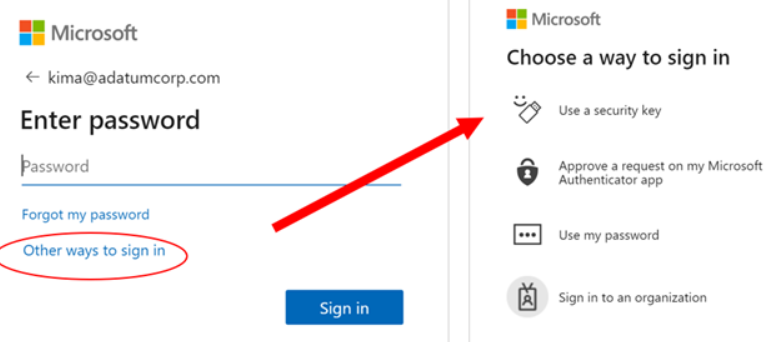 Microsoft
← kima@adatumcorp.com
Enter password
Password
Forgot my password
Other ways to sign in
Sign in
Microsoft
Choose a way to sign in
Use a security key
Approve a request on my Microsoft
Authenticator app
Use my password
Sign in to an organization